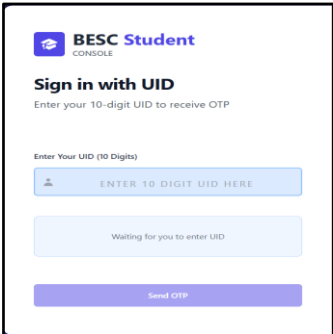 BESC Student
CONSOLE
Sign in with UID
Enter your 10-digit UID to receive OTP
Enter Your UID (10 Digits)
ENTER 10 DIGIT UID HERE
Waiting for you to enter UID
Send OTP